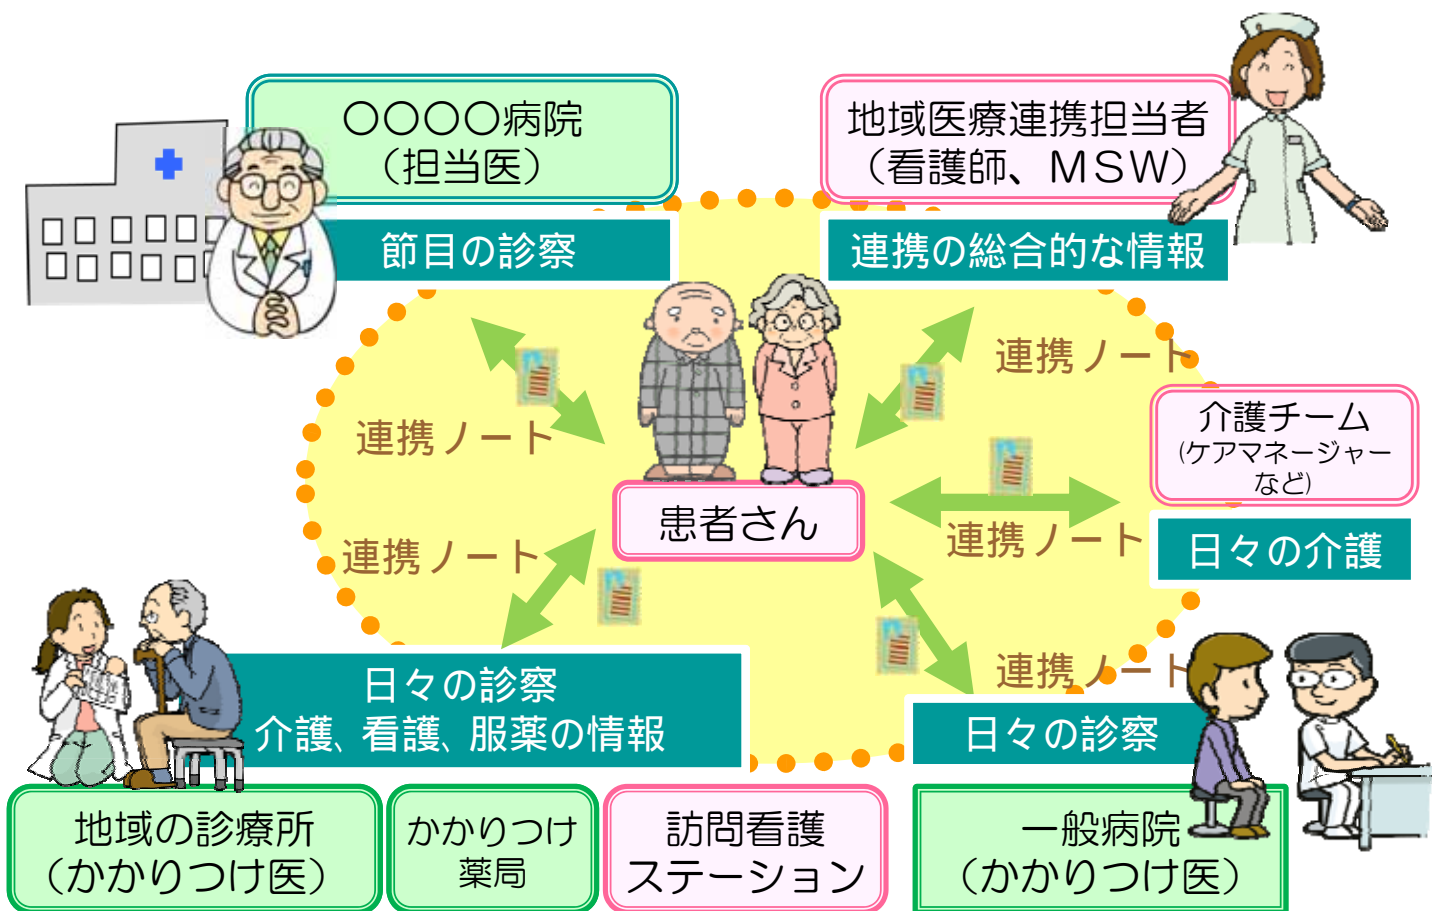 〇〇〇〇病院
（担当医）
節目の診察
地域医療連携担当者
（看護師、ＭＳＷ）
連携の総合的な情報
連携ノート
連携ノート
介護チーム
(ケアマネージャー
など)
日々の介護
患者さん
連携ノート
連携ノート
連携ノート
日々の診察
介護、看護、服薬の情報
日々の診察
地域の診療所
（かかりつけ医）
かかりつけ
薬局
訪問看護
ステーション
一般病院
（かかりつけ医）